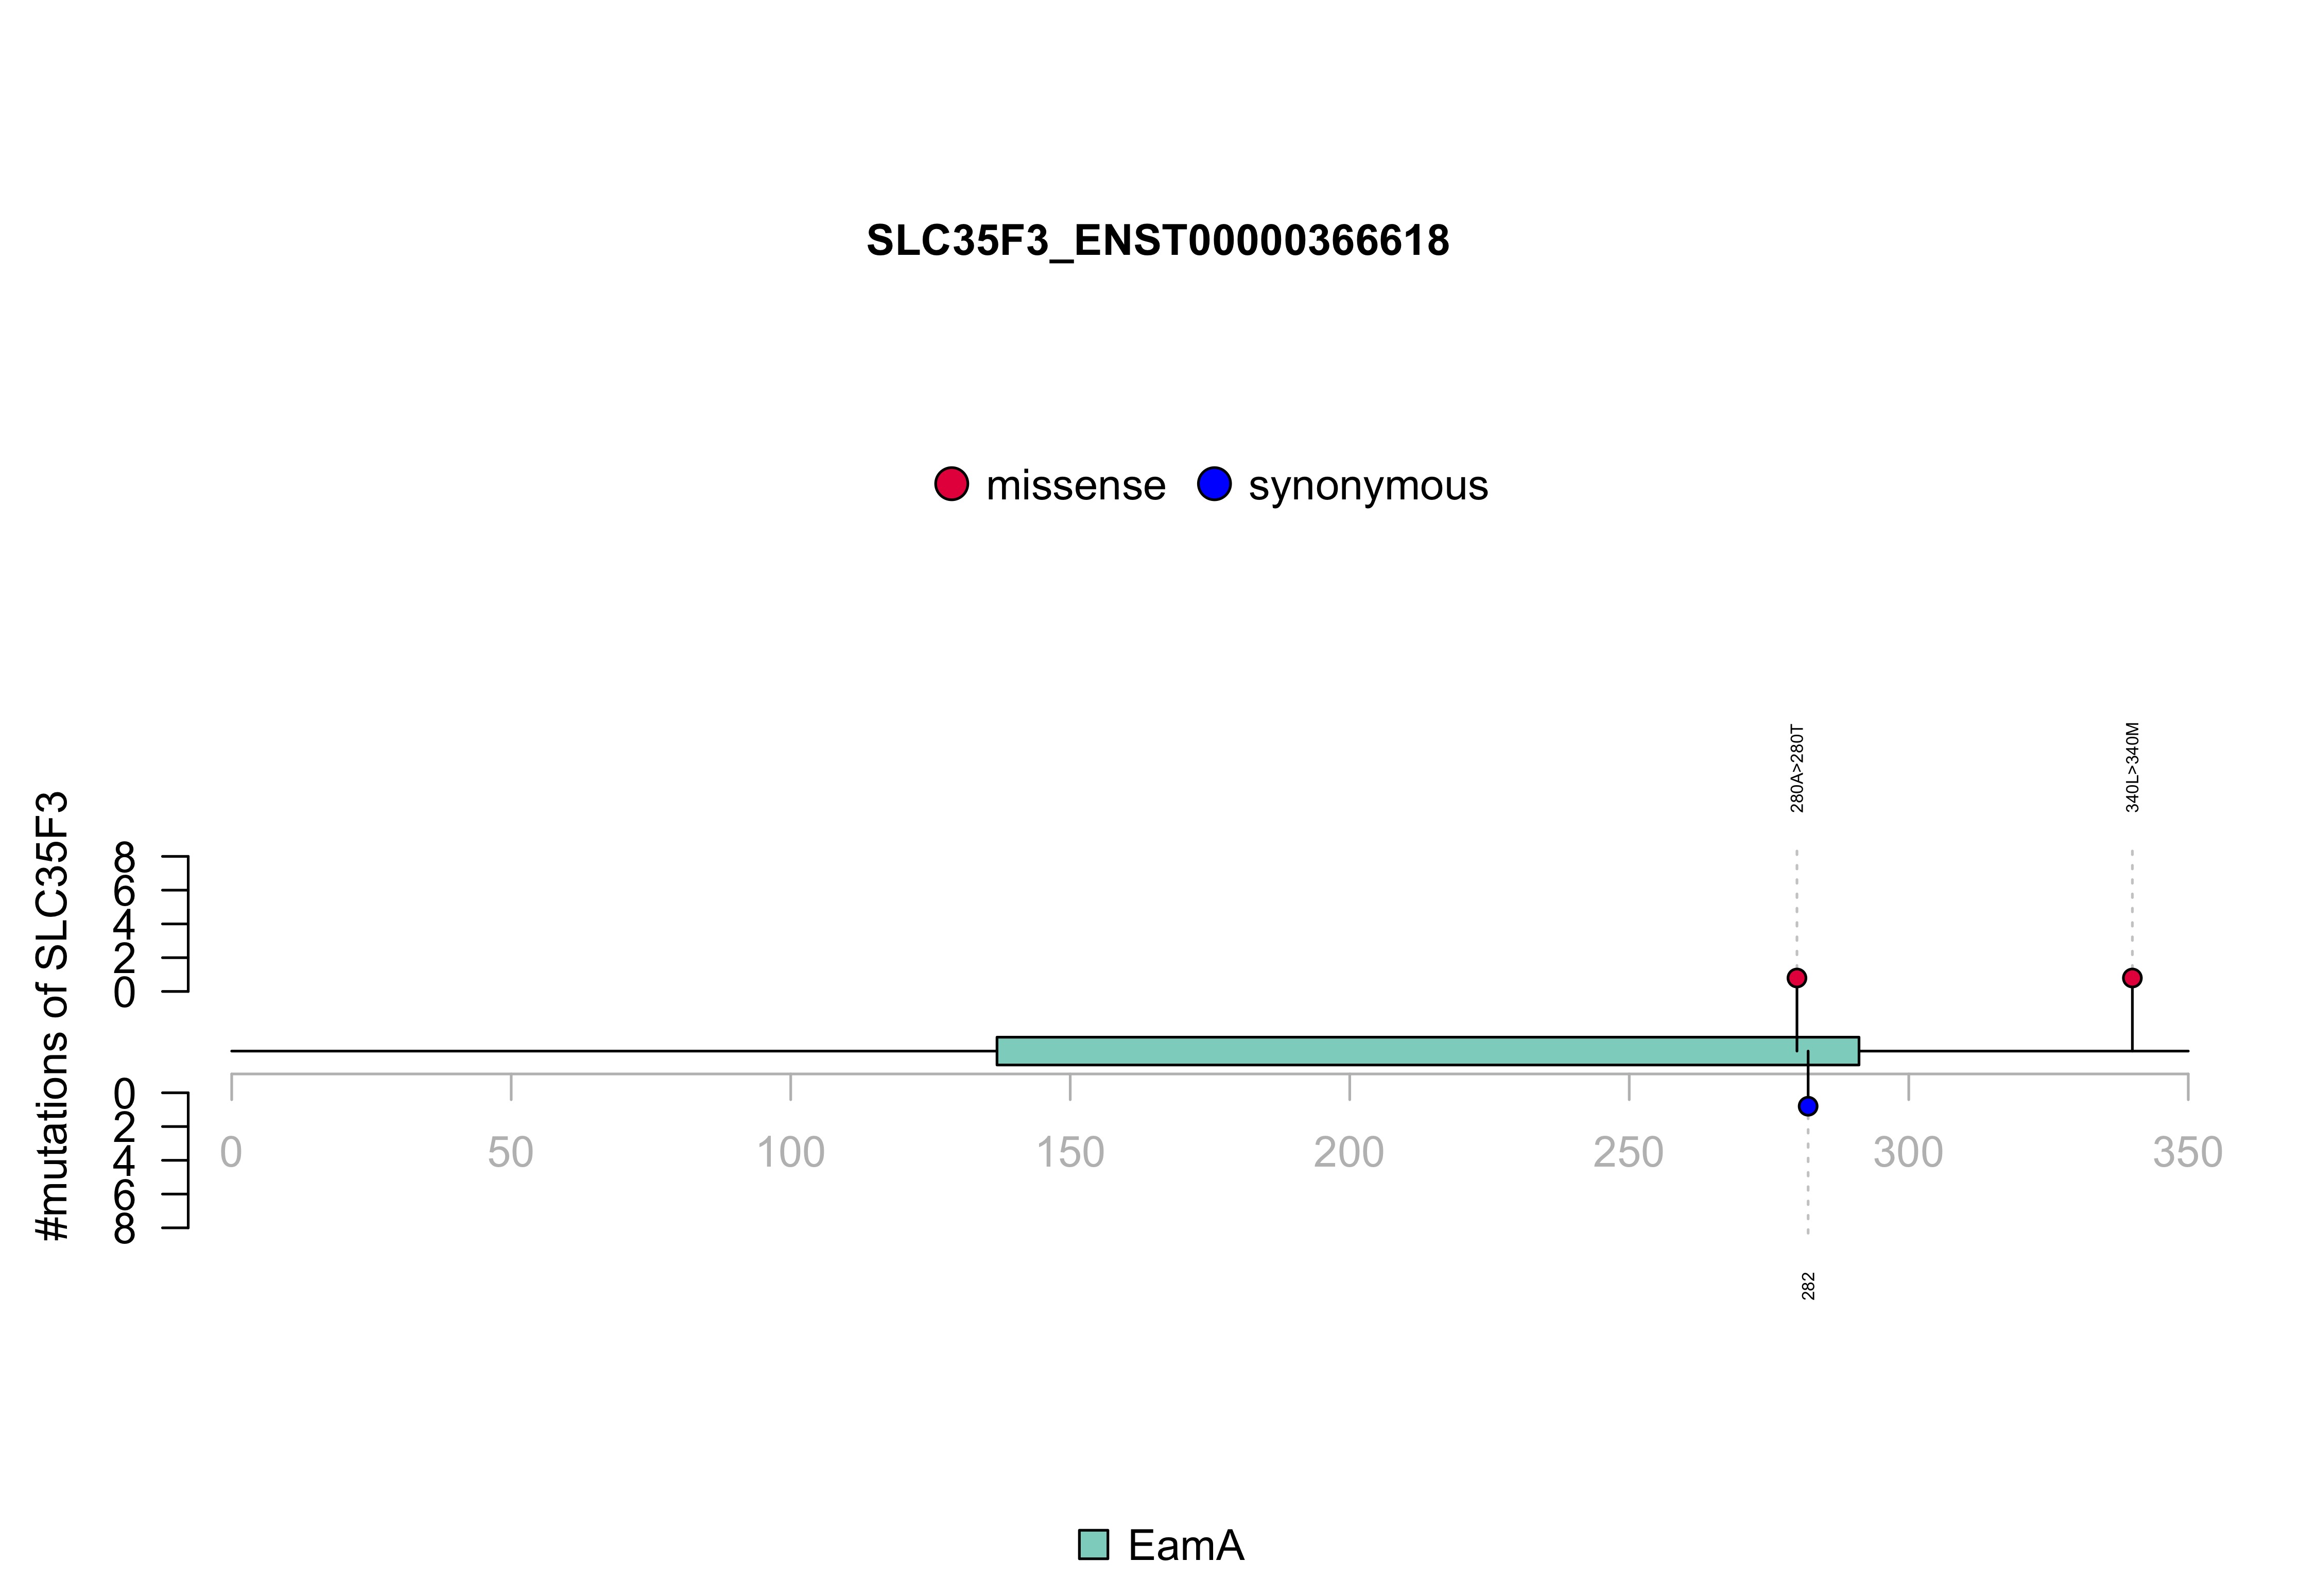 SLC35F3_ENST00000366618
missense synonymous
280A>280T
340L>340M
#mutations of SLC35F3
8
6
4
2
0
0
2
4
6
8
0 50 100 150 200 250 300 350
282
EamA